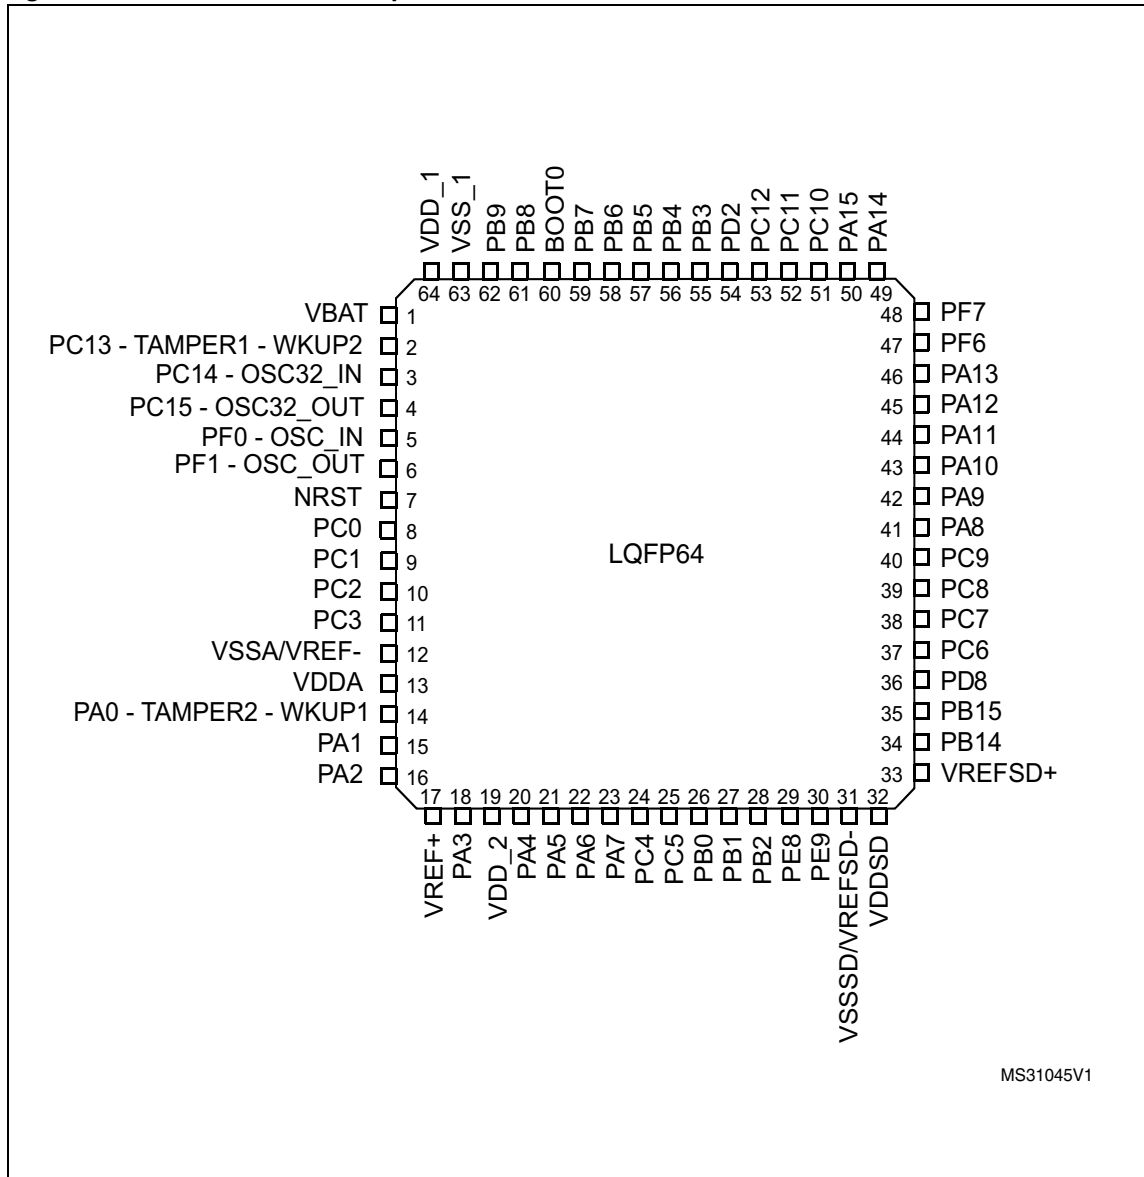 VDD_1
VSS_1
PB9
PB8
BOOT0
PB7
PB6
PB5
PB4
PB3
PD2
PC12
PC11
PC10
PA15
PA14
64 63 62 61 60 59 58 57 56 55 54 53 52 51 50 49
VBAT 1
PC13 - TAMPER1 - WKUP2 2
PC14 - OSC32_IN 3
PC15 - OSC32_OUT 4
PF0 - OSC_IN 5
PF1 - OSC_OUT 6
NRST 7
PC0 8
PC1 9
PC2 10
PC3 11
VSSA/VREF- 12
VDDA 13
PA0 - TAMPER2 - WKUP1 14
PA1 15
PA2 16
LQFP64
48 PF7
47 PF6
46 PA13
45 PA12
44 PA11
43 PA10
42 PA9
41 PA8
40 PC9
39 PC8
38 PC7
37 PC6
36 PD8
35 PB15
34 PB14
33 VREFSD+
17 18 19 20 21 22 23 24 25 26 27 28 29 30 31 32
VREF+
PA3
VDD_2
PA4
PA5
PA6
PA7
PC4
PC5
PB0
PB1
PB2
PE8
PE9
VSSSD/VREFSD-
VDDSD
MS31045V1